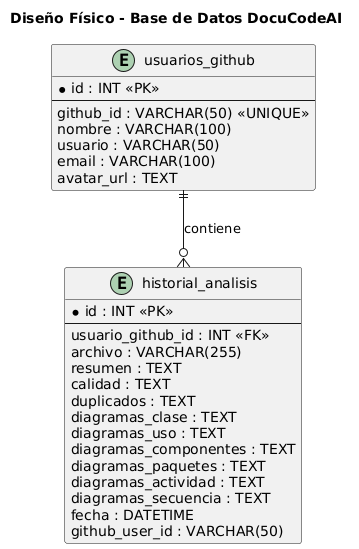 Diseño Físico - Base de Datos DocuCodeAI
E usuarios_github
id : INT «PK»
github_id : VARCHAR(50) «UNIQUE»
nombre : VARCHAR(100)
usuario : VARCHAR(50)
email : VARCHAR(100)
avatar_url : TEXT
contiene
E historial_analisis
id : INT «PK»
usuario_github_id : INT «FK»
archivo : VARCHAR(255)
resumen : TEXT
calidad : TEXT
duplicados : TEXT
diagramas_clase : TEXT
diagramas_uso : TEXT
diagramas_componentes : TEXT
diagramas_paquetes : TEXT
diagramas_actividad : TEXT
diagramas_secuencia : TEXT
fecha : DATETIME
github_user_id : VARCHAR(50)